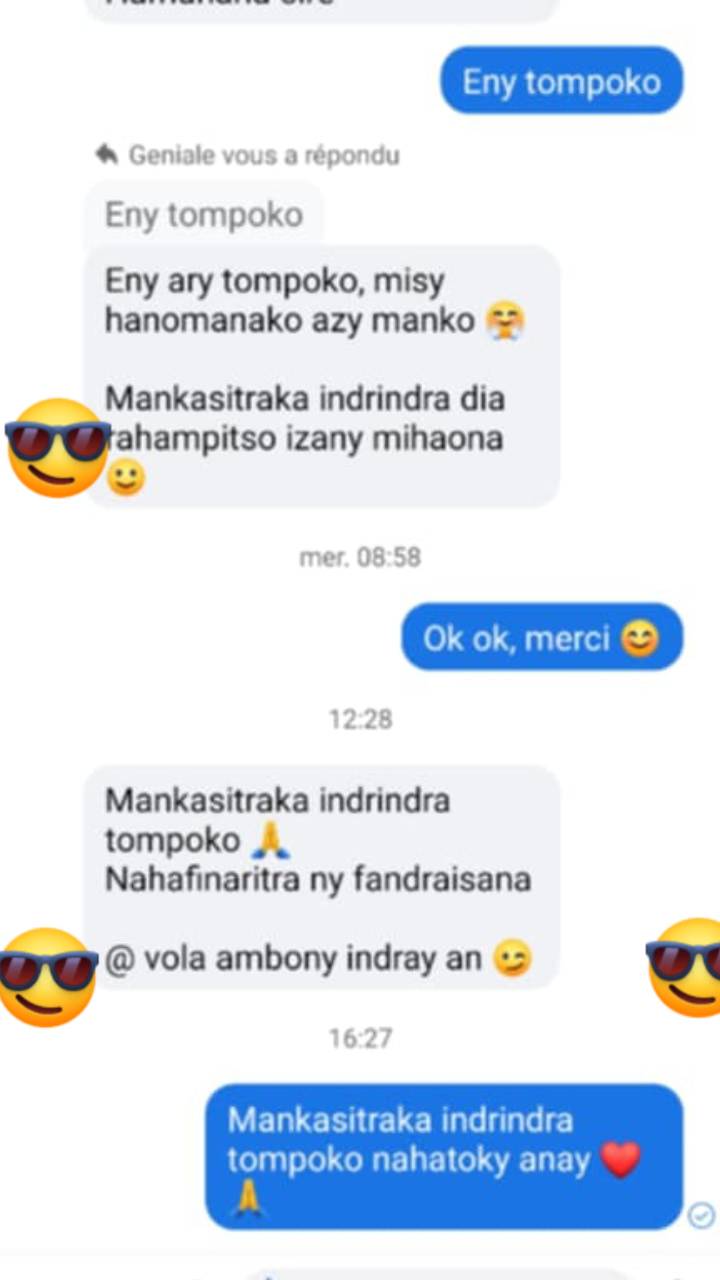 Eny tompoko
Geniale vous a répondu
Eny tompoko
Eny ary tompoko, misy
hanomanako azy manko 🤗
Mankasitraka indrindra dia
rahampitso izany mihaona
🙂
mer. 08:58
Ok ok, merci 😊
12:28
Mankasitraka indrindra
tompoko 🙏
Nahafinaritra ny fandraisana
@ vola ambony indray an 😉
16:27
Mankasitraka indrindra
tompoko nahatoky anay ❤️
🙏